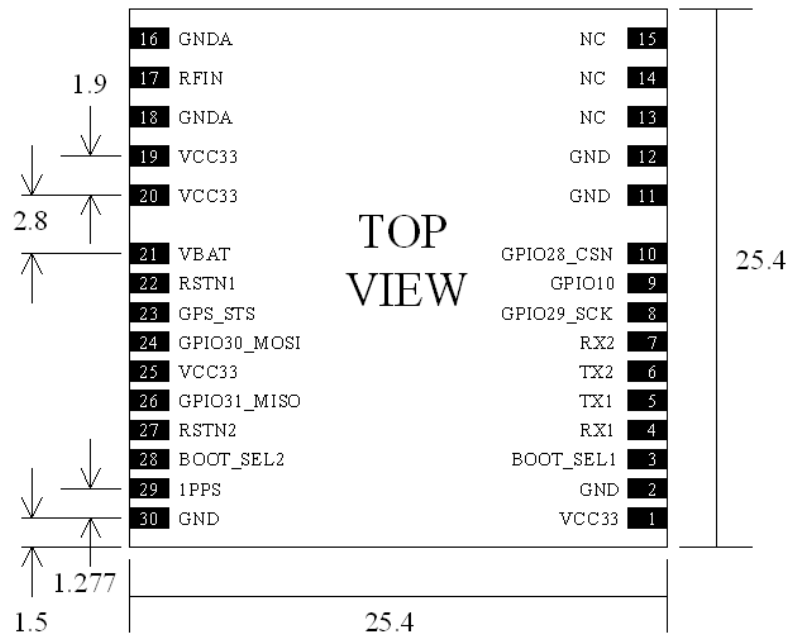 16 GNDA NC 15
17 RFIN NC 14
1.9
18 GNDA NC 13
19 VCC33 GND 12
20 VCC33 GND 11
2.8
TOP
VIEW
21 VBAT GPIO28_CSN 10
25.4
22 RSTN1 GPIO10 9
23 GPS_STS GPIO29_SCK 8
24 GPIO30_MOSI RX2 7
25 VCC33 TX2 6
26 GPIO31_MISO TX1 5
27 RSTN2 RX1 4
28 BOOT_SEL2 BOOT_SEL1 3
29 1PPS GND 2
30 GND VCC33 1
1.277
1.5
25.4